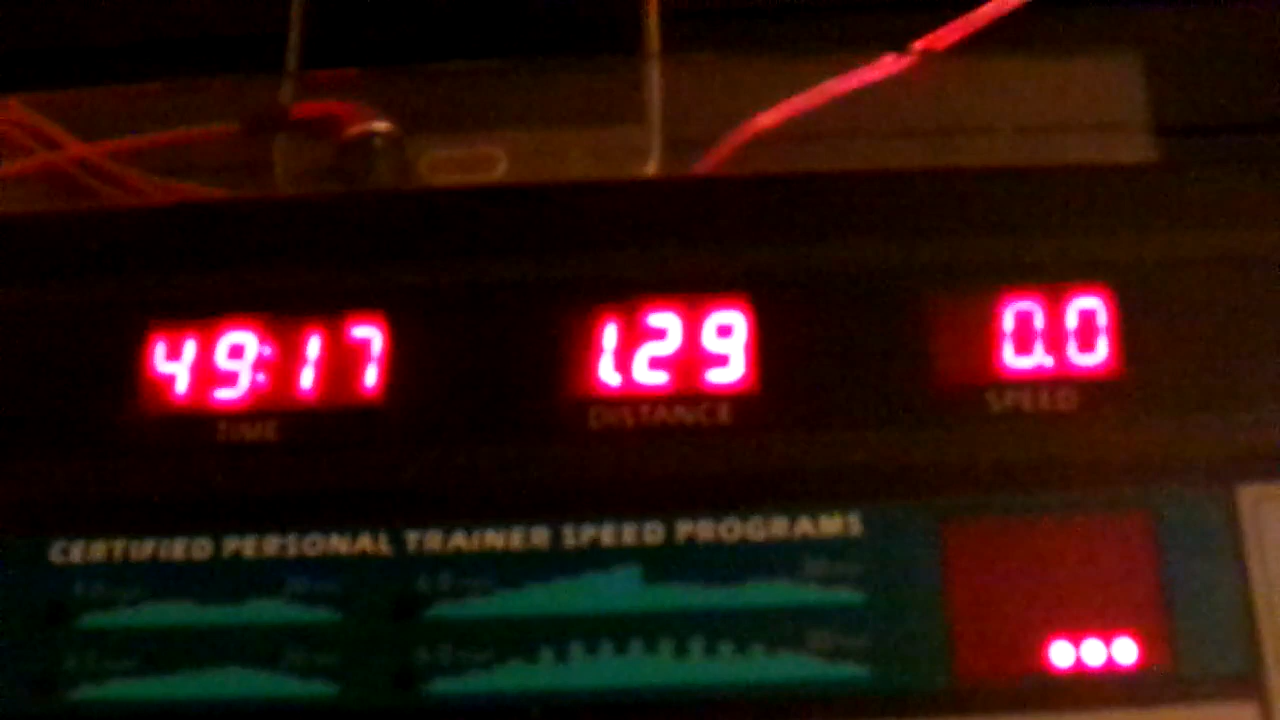 49:17 1.29 0.0
TIME DISTANCE SPEED
CERTIFIED PERSONAL TRAINER SPEED PROGRAMS